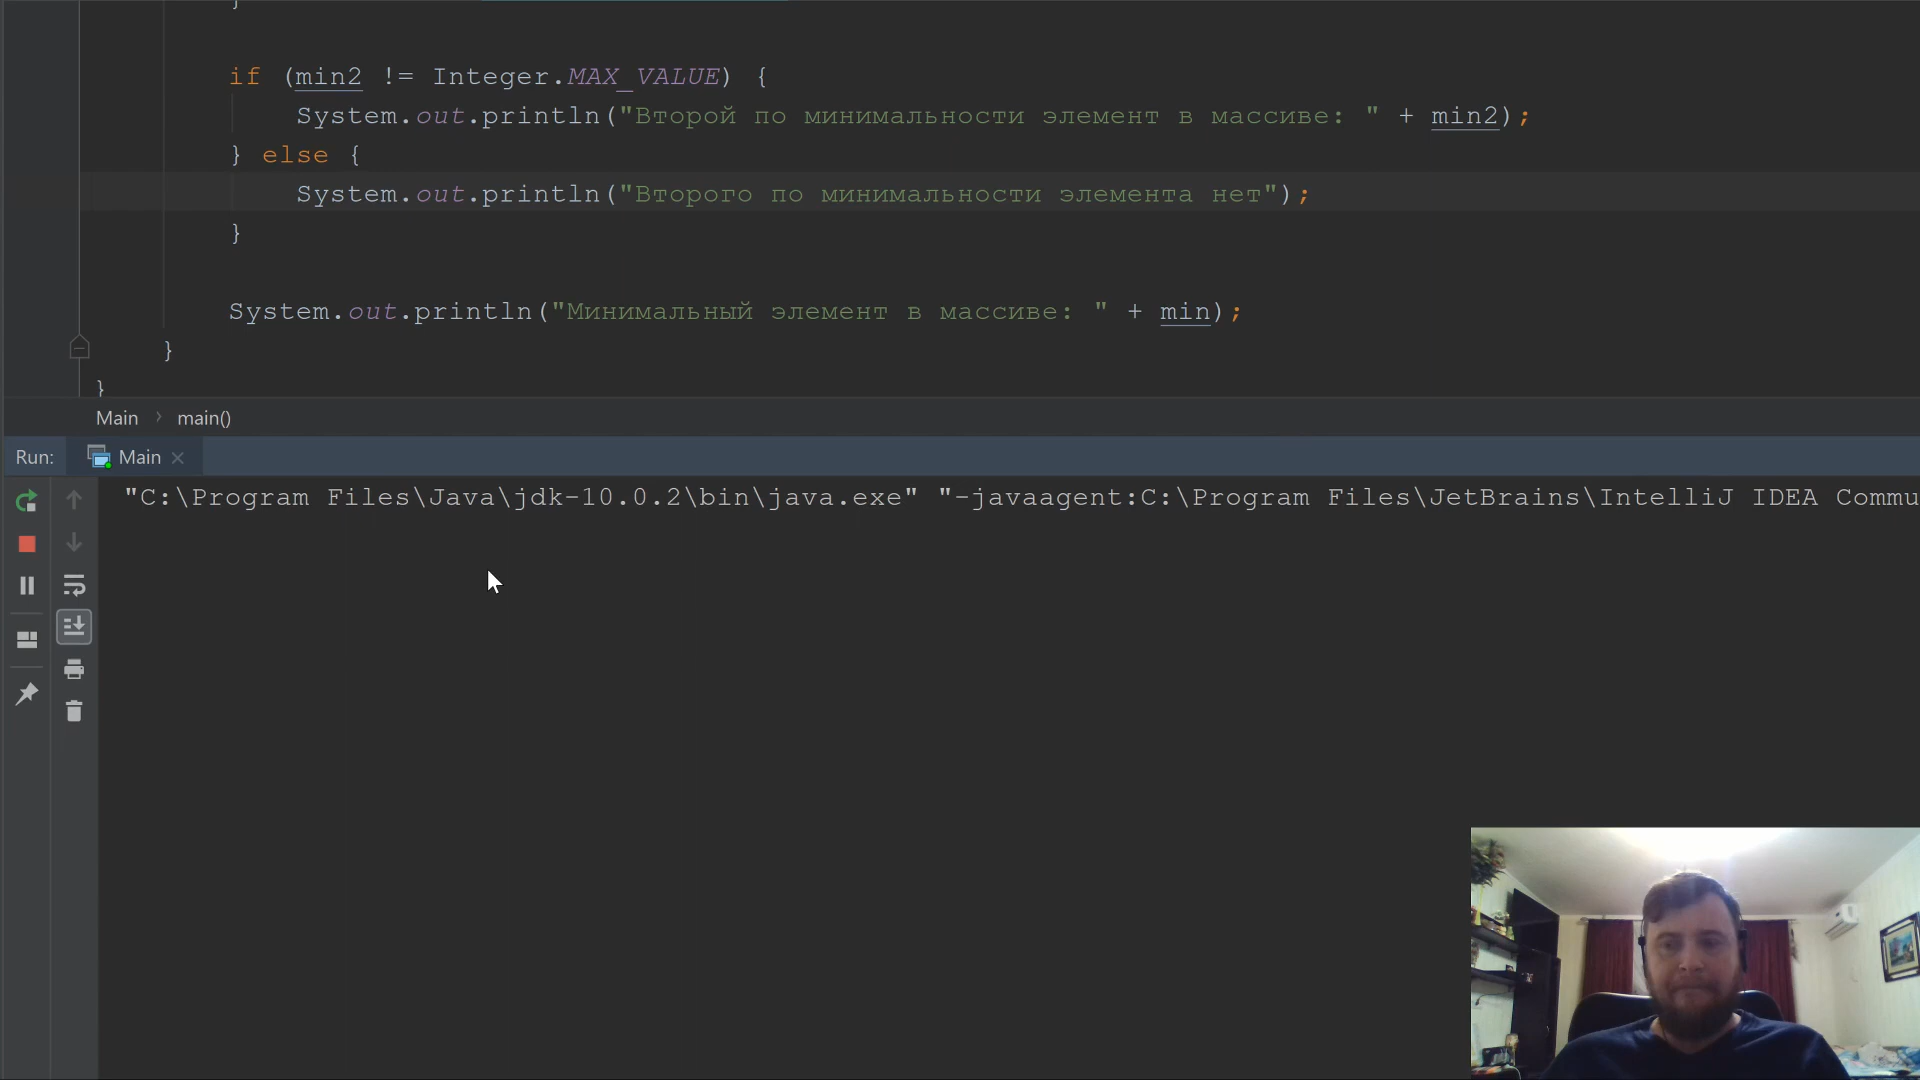 }
if (min2 != Integer.MAX_VALUE) {
System.out.println("Второй по минимальности элемент в массиве: " + min2);
} else {
System.out.println("Второго по минимальности элемента нет");
}
System.out.println("Минимальный элемент в массиве: " + min);
}
}
Main › main()
Run: Main ×
"C:\Program Files\Java\jdk-10.0.2\bin\java.exe" "-javaagent:C:\Program Files\JetBrains\IntelliJ IDEA Commu